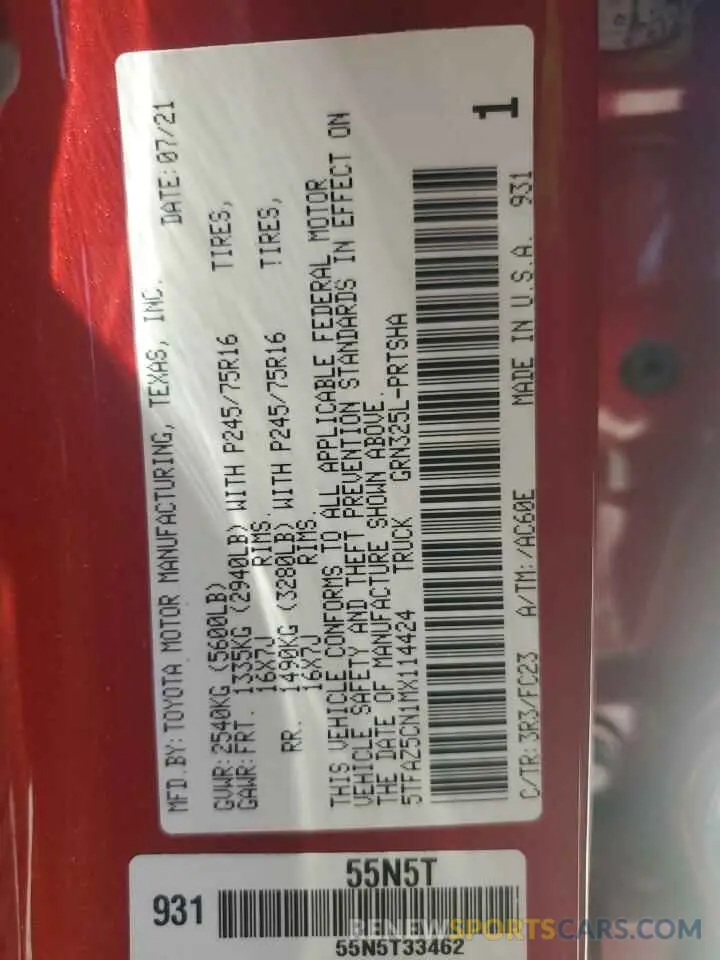 MFD.BY:TOYOTA MOTOR MANUFACTURING, TEXAS, INC. DATE:07/21
GVWR:2540KG (5600LB)
GAWR:FRT. 1335KG (2940LB) WITH P245/75R16 TIRES,
16X7J RIMS
RR. 1490KG (3280LB) WITH P245/75R16 TIRES,
16X7J RIMS.
THIS VEHICLE CONFORMS TO ALL APPLICABLE FEDERAL MOTOR
VEHICLE SAFETY AND THEFT PREVENTION STANDARDS IN EFFECT ON
THE DATE OF MANUFACTURE SHOWN ABOVE.
5TFAZ5CN1MX114424 TRUCK GRN325L-PRTSHA
C/TR:3R3/FC23 A/TM:/AC60E MADE IN U.S.A. 931
1
55N5T
931
55N5T33462
RENEWSPORTSCARS.COM